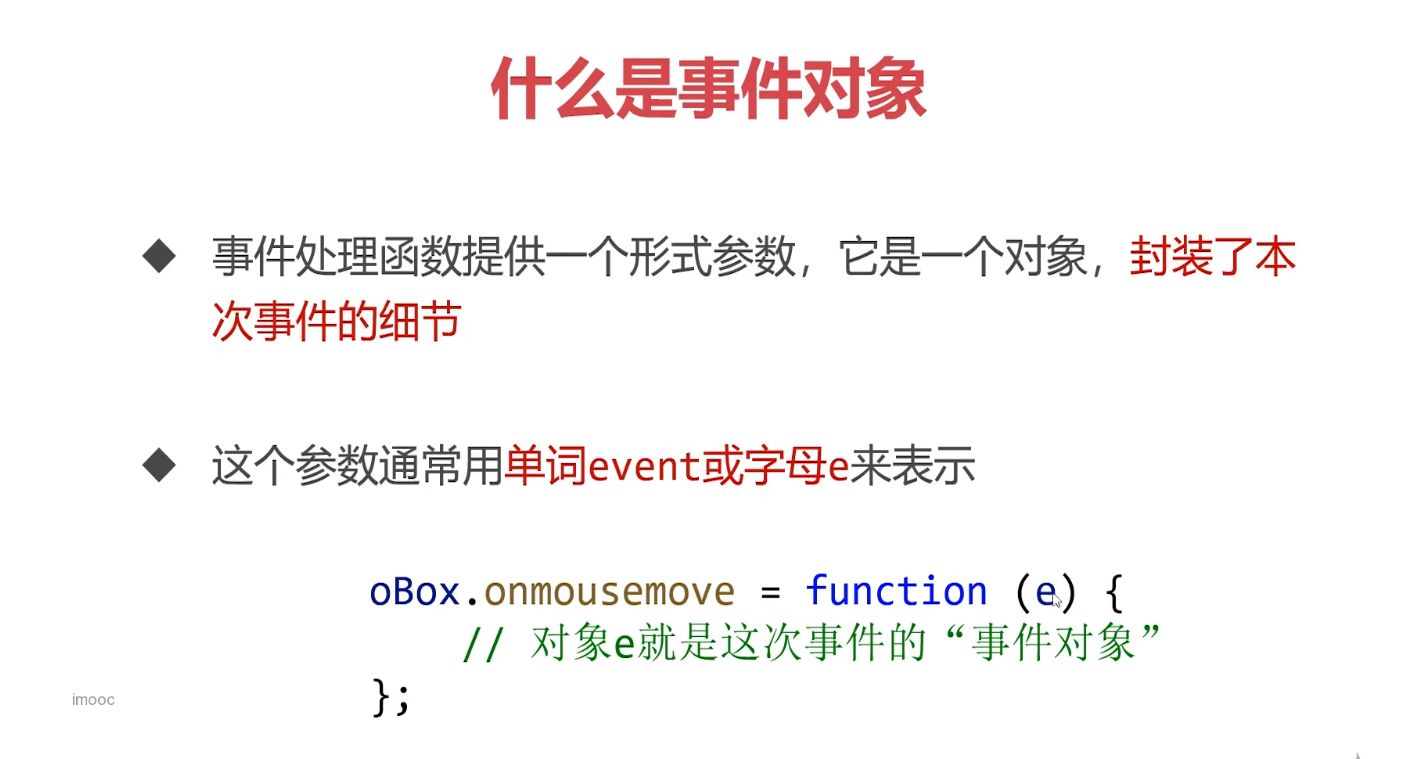 什么是事件对象
事件处理函数提供一个形式参数，它是一个对象，封装了本
次事件的细节
这个参数通常用单词event或字母e来表示
oBox.onmousemove = function (e) {
// 对象e就是这次事件的“事件对象”
};
imooc